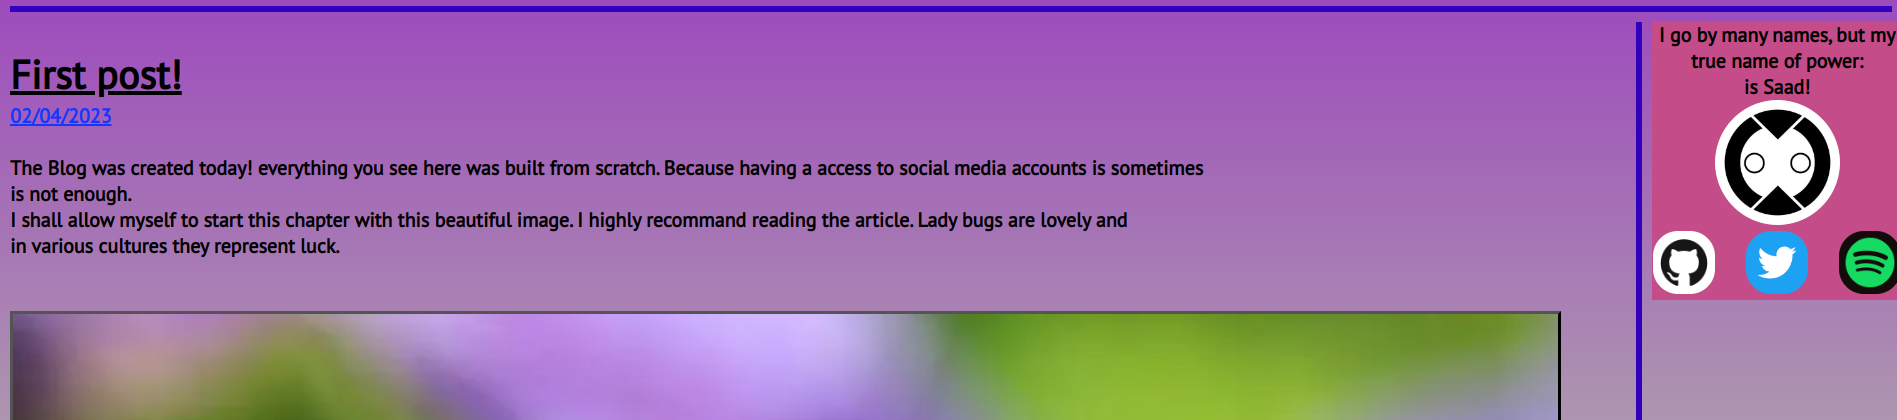 First post!
02/04/2023
The Blog was created today! everything you see here was built from scratch. Because having a access to social media accounts is sometimes
is not enough.
I shall allow myself to start this chapter with this beautiful image. I highly recommand reading the article. Lady bugs are lovely and
in various cultures they represent luck.
I go by many names, but my
true name of power:
is Saad!